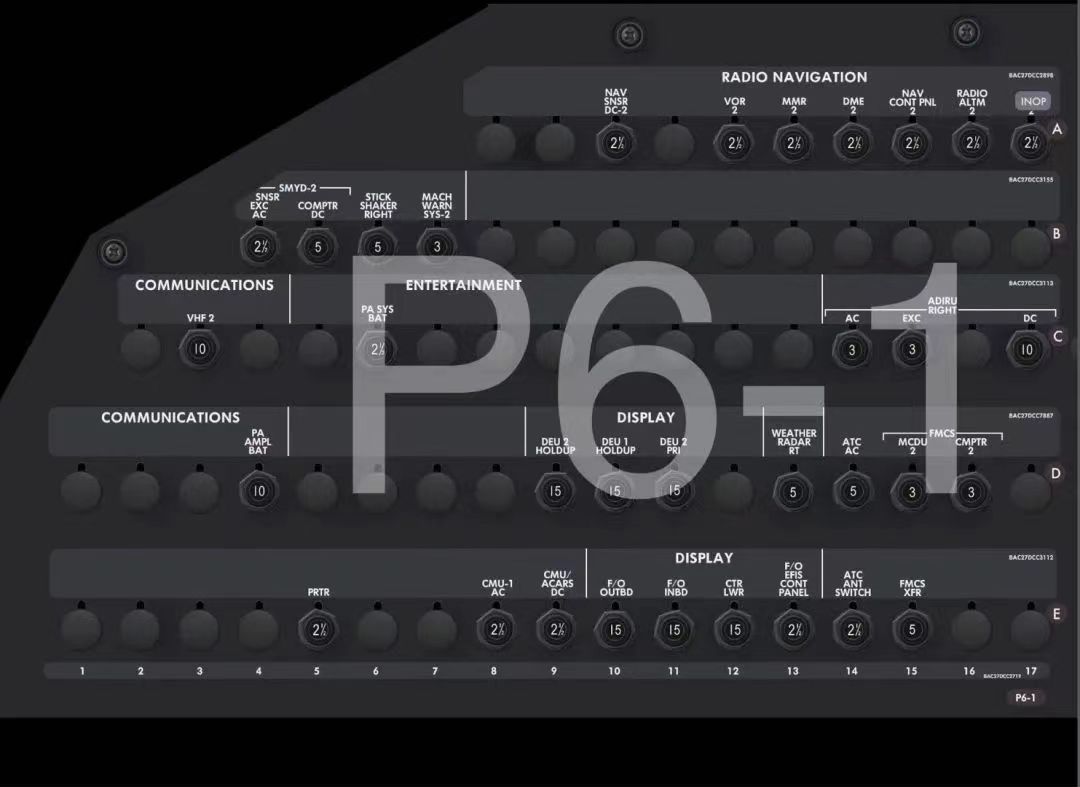 RADIO NAVIGATION
BAC27DCC2898
NAV SNSR DC-2
VOR 2
MMR 2
DME 2
NAV CONT PNL 2
RADIO ALTM 2
INOP
2
A
2½ 2½ 2½ 2½ 2½ 2½ 2½
SMYD-2
BAC27DCC3155
SNSR EXC AC
COMPTR DC
STICK SHAKER RIGHT
MACH WARN SYS-2
B
2½ 5 5 3
COMMUNICATIONS
ENTERTAINMENT
BAC27DCC3113
VHF 2
PA SYS BAT
ADIRU RIGHT
AC
EXC
DC
C
10 2½ 3 3 10
COMMUNICATIONS
DISPLAY
BAC27DCC7887
PA AMPL BAT
DEU 2 HOLDUP
DEU 1 HOLDUP
DEU 2 PRI
WEATHER RADAR RT
ATC AC
FMCS
MCDU 2
CMPTR 2
D
10 15 15 15 5 5 3 3
DISPLAY
BAC27DCC3112
PRTR
CMU-1 AC
CMU/ ACARS DC
F/O OUTBD
F/O INBD
CTR LWR
F/O EFIS CONT PANEL
ATC ANT SWITCH
FMCS XFR
E
2½ 2½ 2½ 15 15 15 2½ 2½ 5
1 2 3 4 5 6 7 8 9 10 11 12 13 14 15 16 17
BAC27DCC2719
P6-1
P6-1